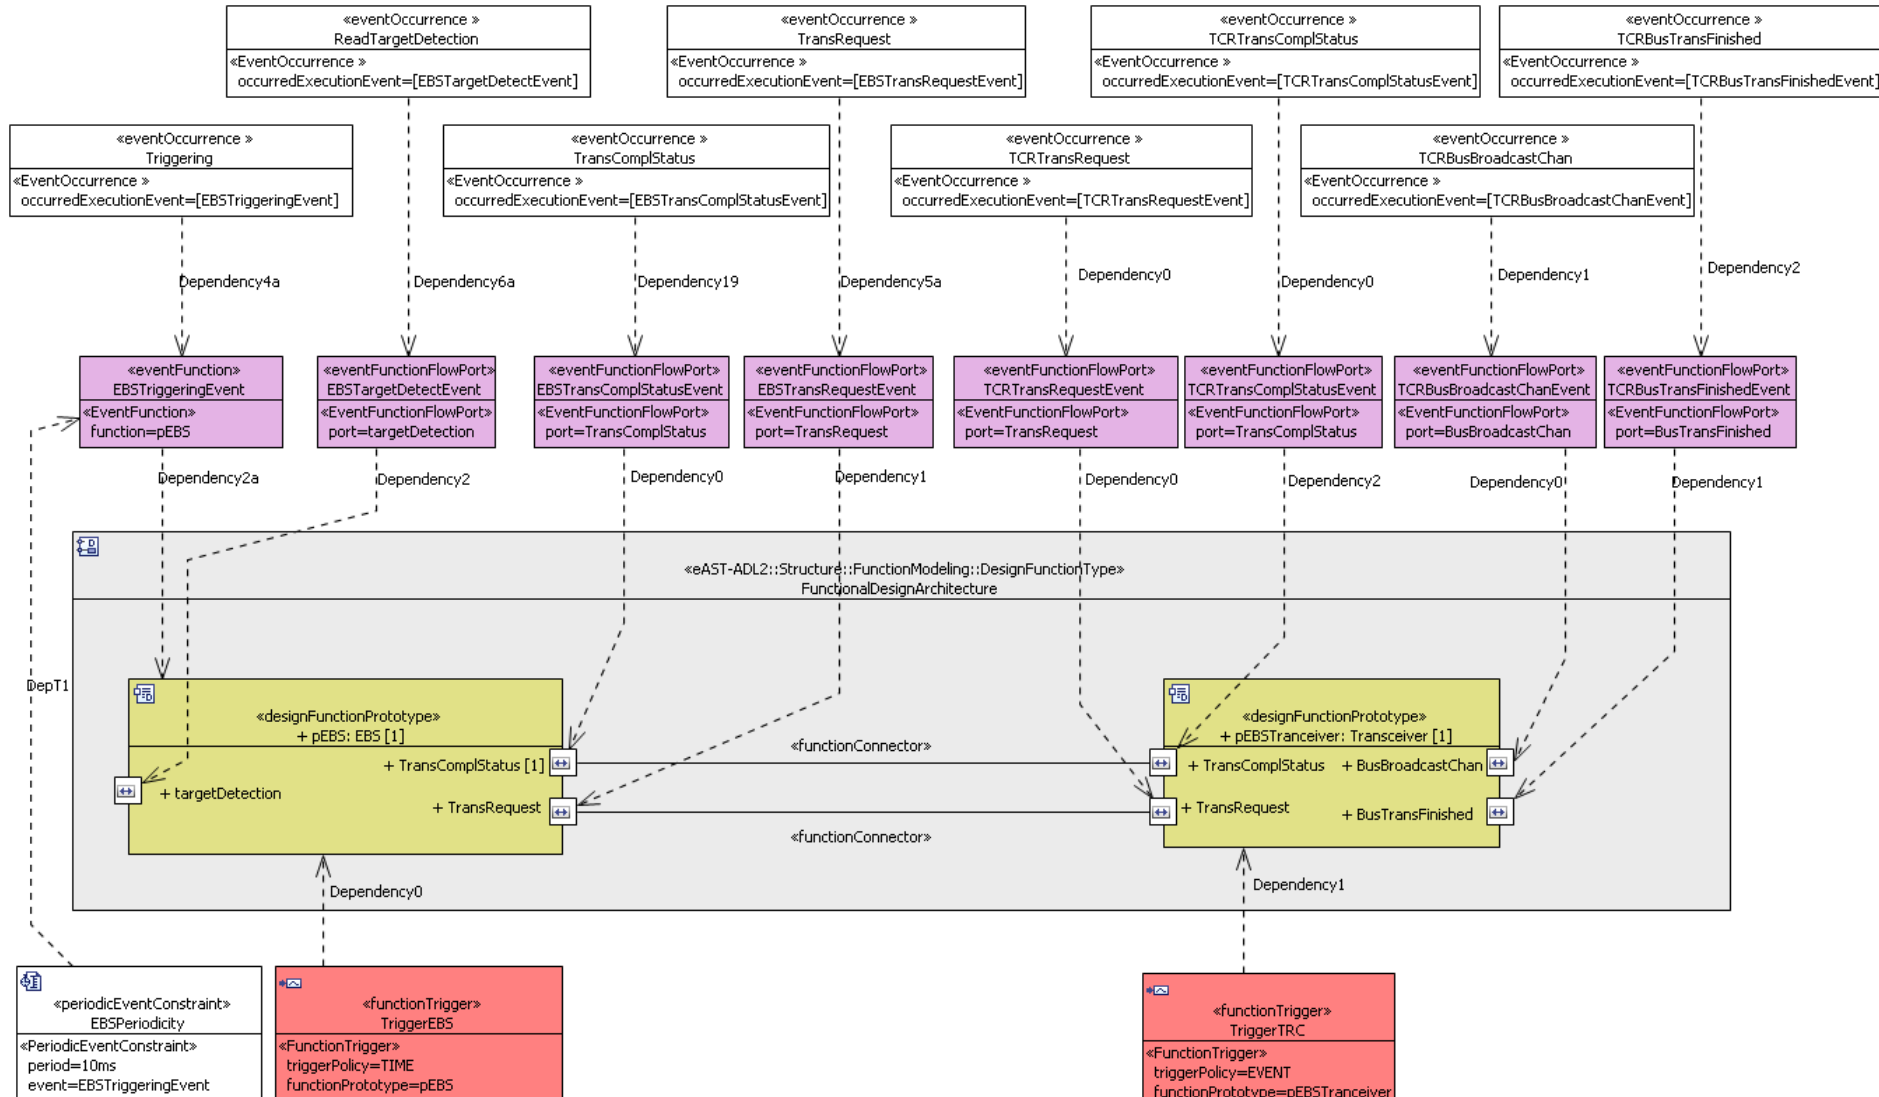 «eventOccurrence »
ReadTargetDetection
«EventOccurrence »
occurredExecutionEvent=[EBSTargetDetectEvent]
«eventOccurrence »
TransRequest
«EventOccurrence »
occurredExecutionEvent=[EBSTransRequestEvent]
«eventOccurrence »
TCRTransComplStatus
«EventOccurrence »
occurredExecutionEvent=[TCRTransComplStatusEvent]
«eventOccurrence »
TCRBusTransFinished
«EventOccurrence »
occurredExecutionEvent=[TCRBusTransFinishedEvent]
«eventOccurrence »
Triggering
«EventOccurrence »
occurredExecutionEvent=[EBSTriggeringEvent]
«eventOccurrence »
TransComplStatus
«EventOccurrence »
occurredExecutionEvent=[EBSTransComplStatusEvent]
«eventOccurrence »
TCRTransRequest
«EventOccurrence »
occurredExecutionEvent=[TCRTransRequestEvent]
«eventOccurrence »
TCRBusBroadcastChan
«EventOccurrence »
occurredExecutionEvent=[TCRBusBroadcastChanEvent]
Dependency4a
Dependency6a
Dependency19
Dependency5a
Dependency0
Dependency0
Dependency1
Dependency2
«eventFunction»
EBSTriggeringEvent
«EventFunction»
function=pEBS
«eventFunctionFlowPort»
EBSTargetDetectEvent
«EventFunctionFlowPort»
port=targetDetection
«eventFunctionFlowPort»
EBSTransComplStatusEvent
«EventFunctionFlowPort»
port=TransComplStatus
«eventFunctionFlowPort»
EBSTransRequestEvent
«EventFunctionFlowPort»
port=TransRequest
«eventFunctionFlowPort»
TCRTransRequestEvent
«EventFunctionFlowPort»
port=TransRequest
«eventFunctionFlowPort»
TCRTransComplStatusEvent
«EventFunctionFlowPort»
port=TransComplStatus
«eventFunctionFlowPort»
TCRBusBroadcastChanEvent
«EventFunctionFlowPort»
port=BusBroadcastChan
«eventFunctionFlowPort»
TCRBusTransFinishedEvent
«EventFunctionFlowPort»
port=BusTransFinished
Dependency2a
Dependency2
Dependency0
Dependency1
Dependency0
Dependency2
Dependency0
Dependency1
«eAST-ADL2::Structure::FunctionModeling::DesignFunctionType»
FunctionalDesignArchitecture
DepT1
«designFunctionPrototype»
+ pEBS: EBS [1]
+ TransComplStatus [1]
+ targetDetection
+ TransRequest
«functionConnector»
«functionConnector»
«designFunctionPrototype»
+ pEBSTranceiver: Transceiver [1]
+ TransComplStatus
+ BusBroadcastChan
+ TransRequest
+ BusTransFinished
Dependency0
Dependency1
«periodicEventConstraint»
EBSPeriodicity
«PeriodicEventConstraint»
period=10ms
event=EBSTriggeringEvent
«functionTrigger»
TriggerEBS
«FunctionTrigger»
triggerPolicy=TIME
functionPrototype=pEBS
«functionTrigger»
TriggerTRC
«FunctionTrigger»
triggerPolicy=EVENT
functionPrototype=pEBSTranceiver